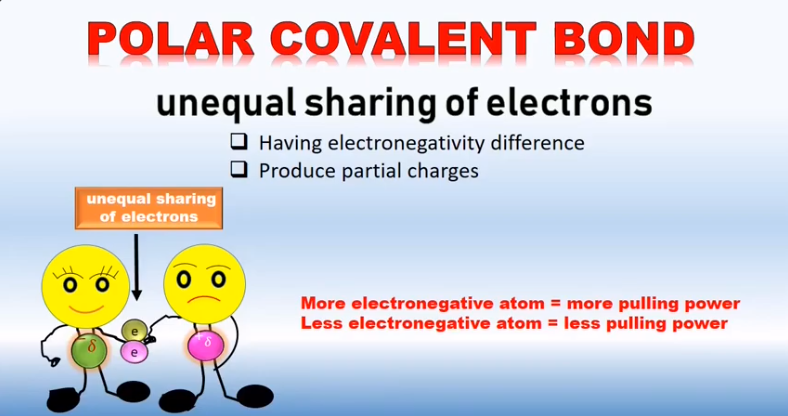 POLAR COVALENT BOND
unequal sharing of electrons
Having electronegativity difference
Produce partial charges
unequal sharing
of electrons
More electronegative atom = more pulling power
Less electronegative atom = less pulling power
e
e
-δ
+δ